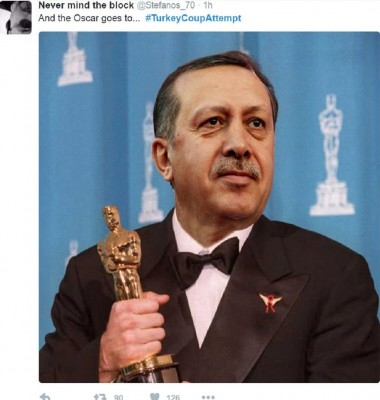 Never mind the block @Stefanos_70 · 1h
And the Oscar goes to... #TurkeyCoupAttempt
90 126